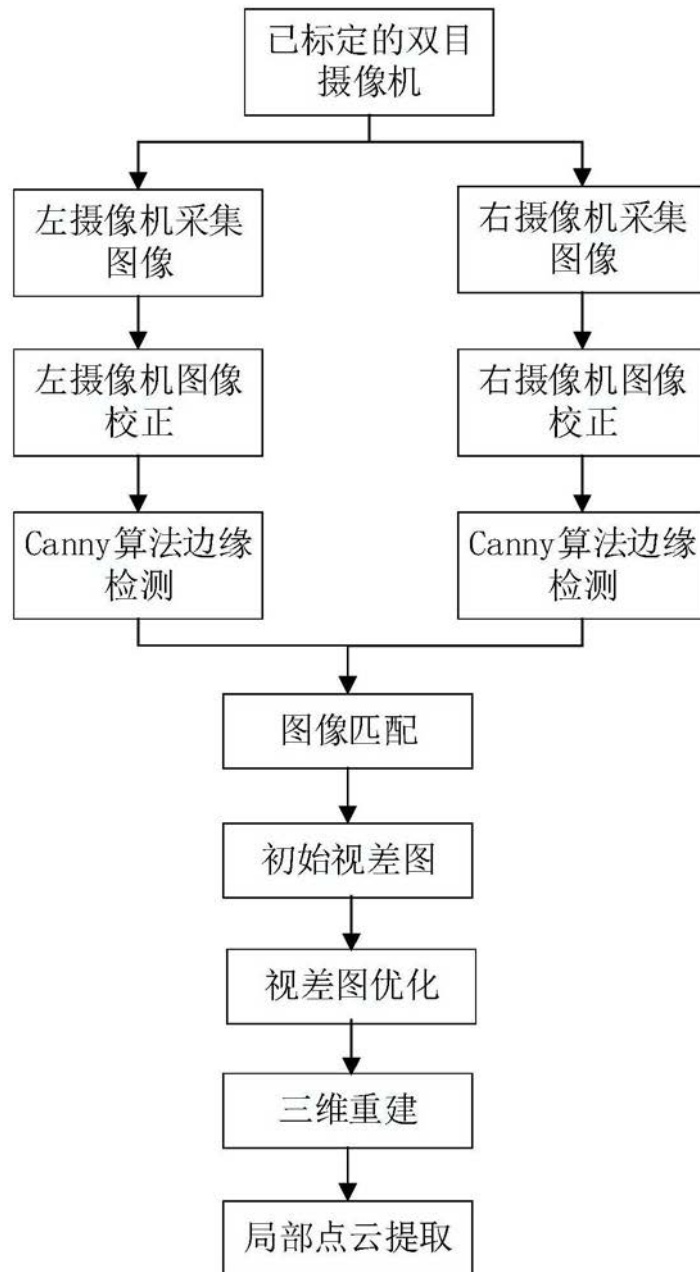 已标定的双目
摄像机
左摄像机采集
图像
右摄像机采集
图像
左摄像机图像
校正
右摄像机图像
校正
Canny算法边缘
检测
Canny算法边缘
检测
图像匹配
初始视差图
视差图优化
三维重建
局部点云提取